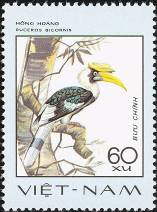 HỒNG HOÀNG
BUCEROS BICORNIS
BƯU CHÍNH
60
XU
VIỆT-NAM